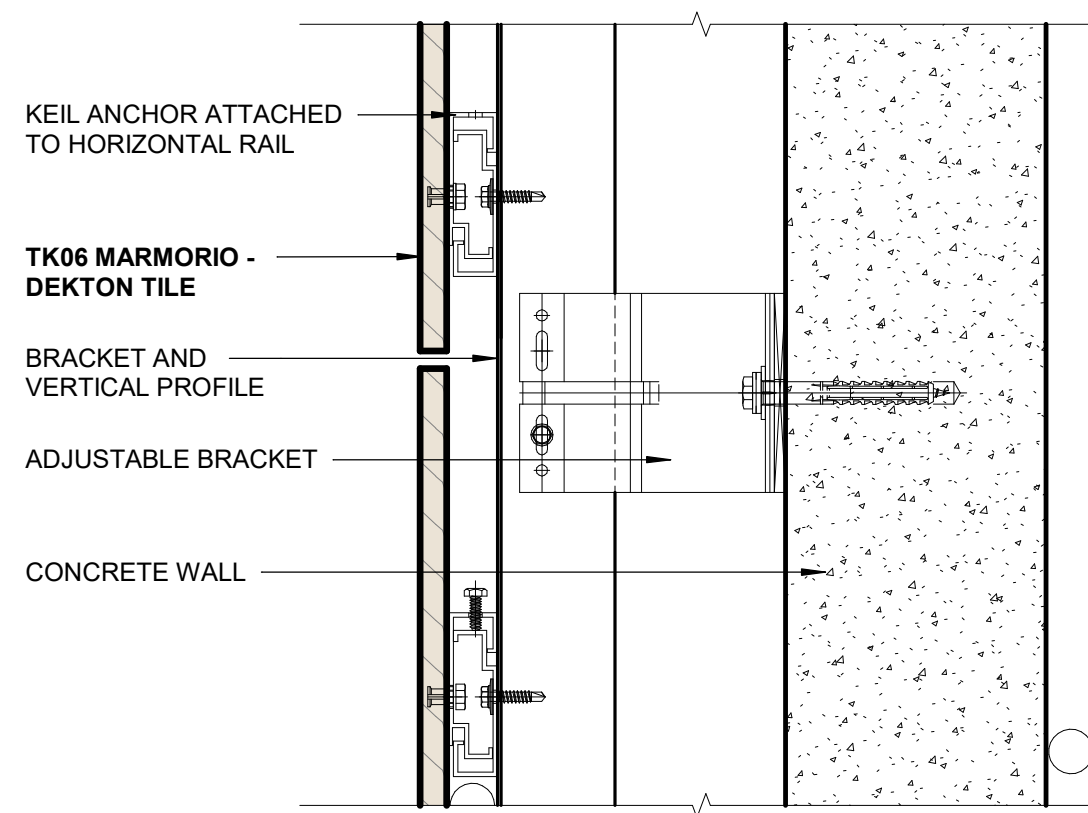 KEIL ANCHOR ATTACHED
TO HORIZONTAL RAIL
TK06 MARMORIO -
DEKTON TILE
BRACKET AND
VERTICAL PROFILE
ADJUSTABLE BRACKET
CONCRETE WALL